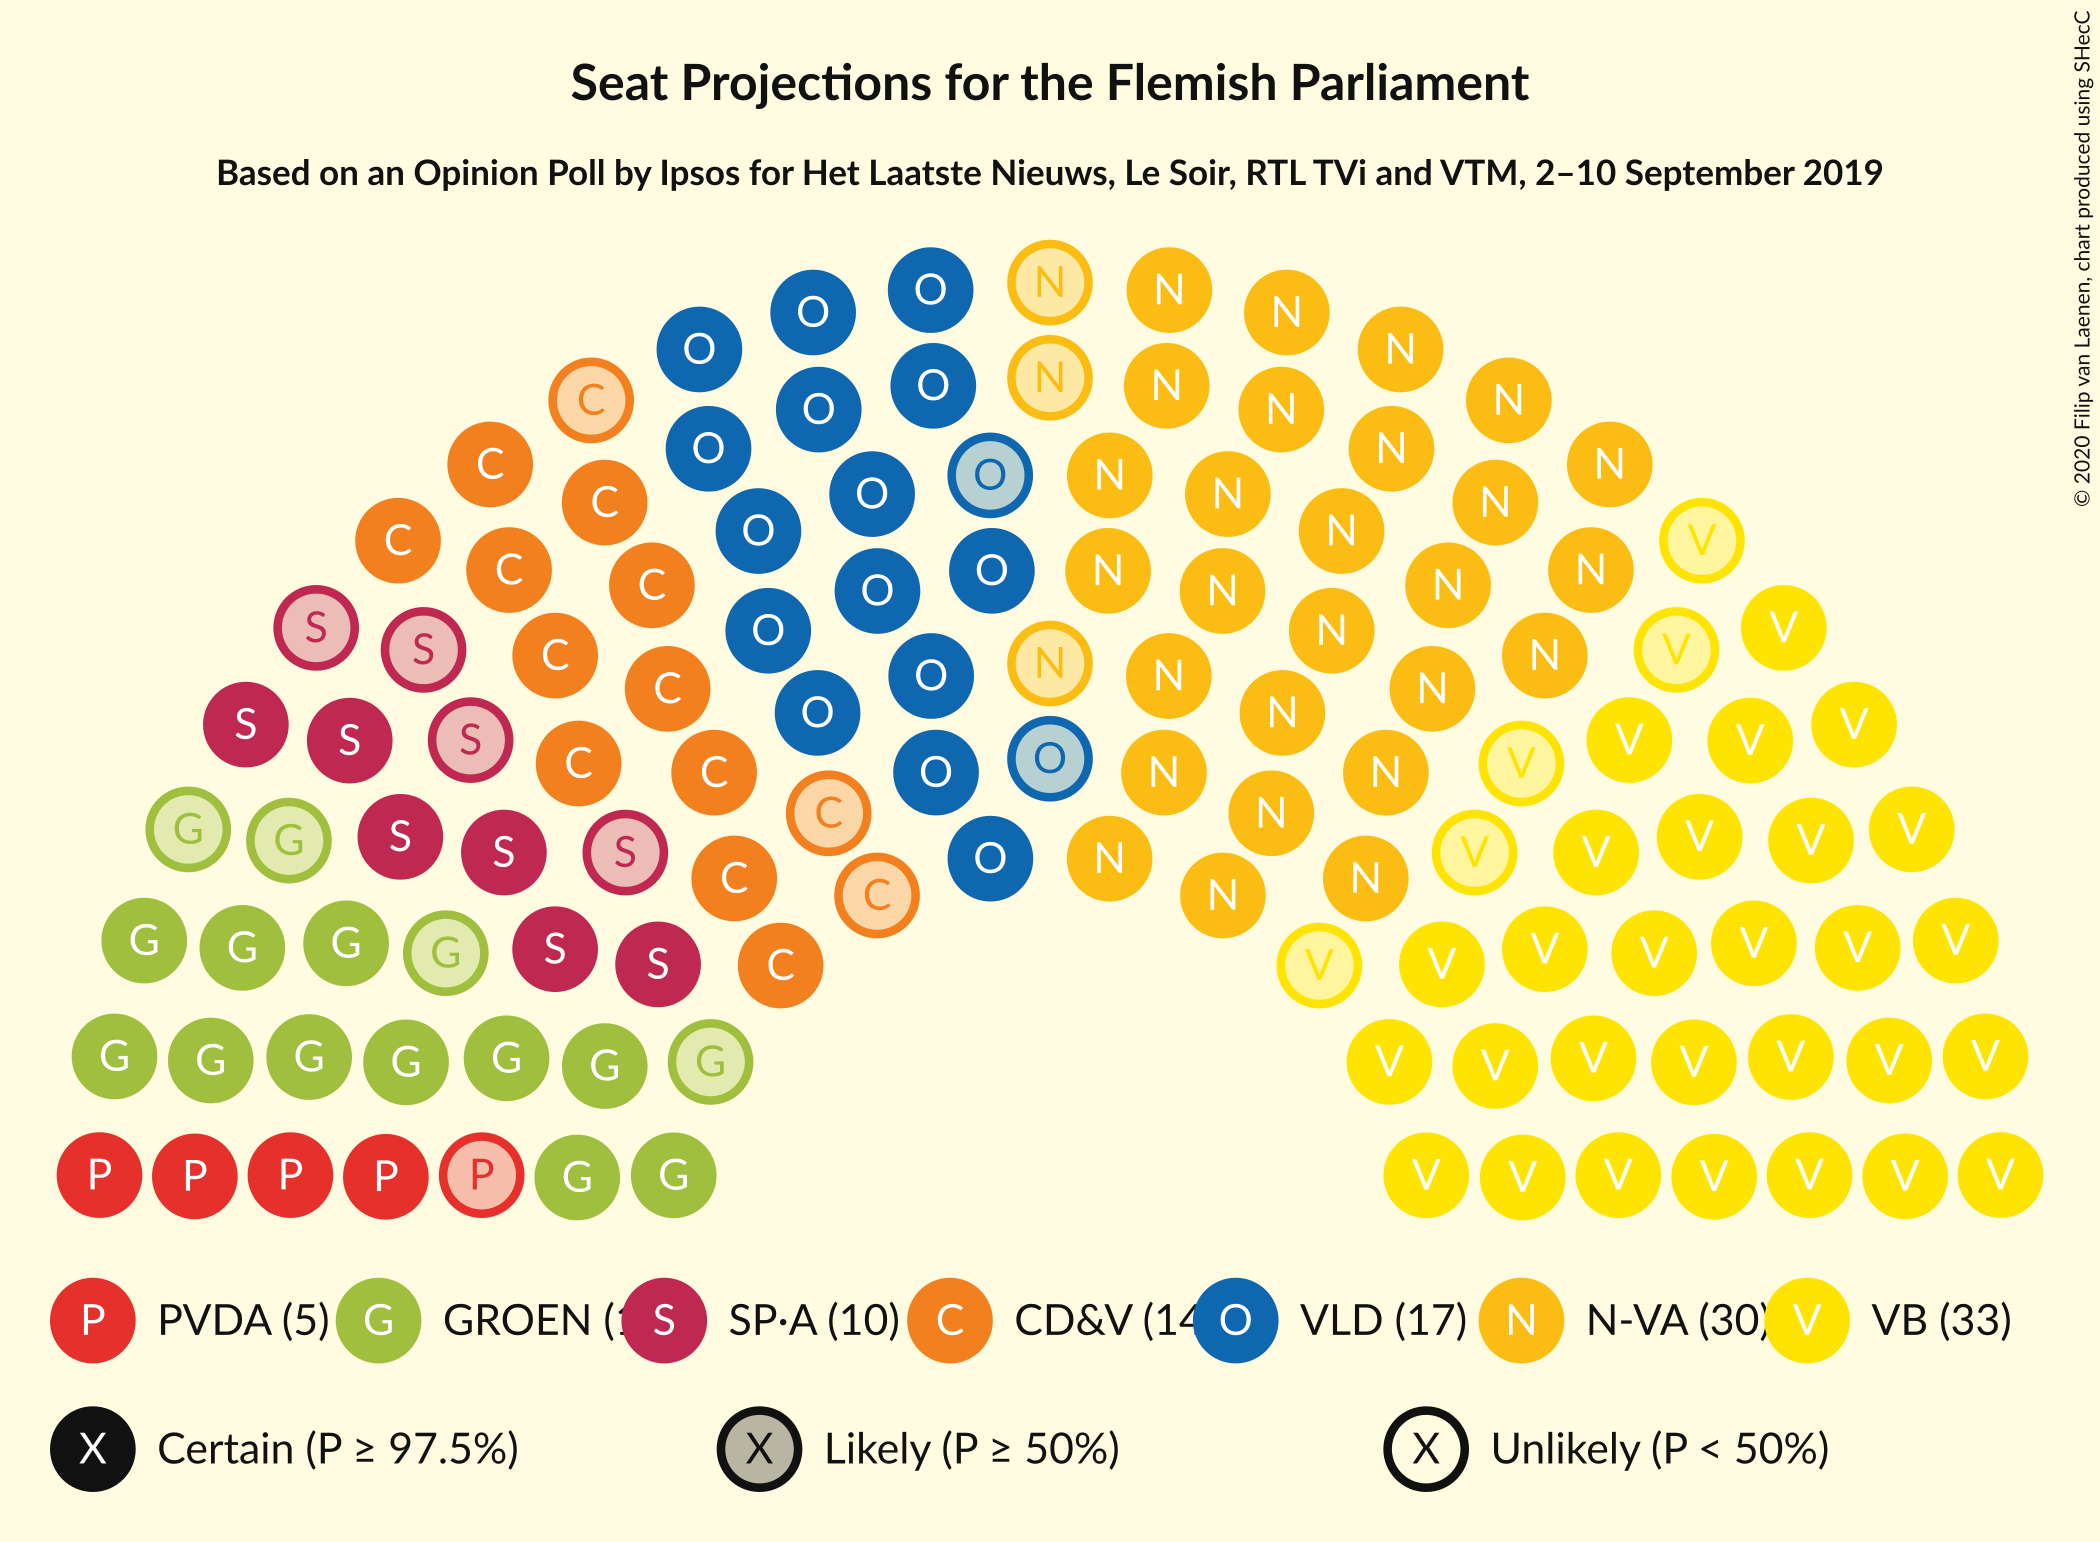 Seat Projections for the Flemish Parliament
Based on an Opinion Poll by Ipsos for Het Laatste Nieuws, Le Soir, RTL TVi and VTM, 2–10 September 2019
© 2020 Filip van Laenen, chart produced using SHecC
N
O N
O N
O N
C N
O N
O N
O N
C N
O
N N
O N
C N
O N
C V
O N
C N
O O N N
C N
S V
O N
S V
C N
O N
C N
O N
S V
O N
S V
S V
O
C N
C V
O N
C N
C N
G V
G V
S V
S S V V
O N
C N
C N
G G V V
G G V V
S V
G V
S C V V
G G G G G G G V V V V V V V
P P P P P G G V V V V V V V
P PVDA (5) G GROEN ( S SP·A (10) C CD&V (14 O VLD (17) N N-VA (30) V VB (33)
X Certain (P ≥ 97.5%) X Likely (P ≥ 50%) X Unlikely (P < 50%)